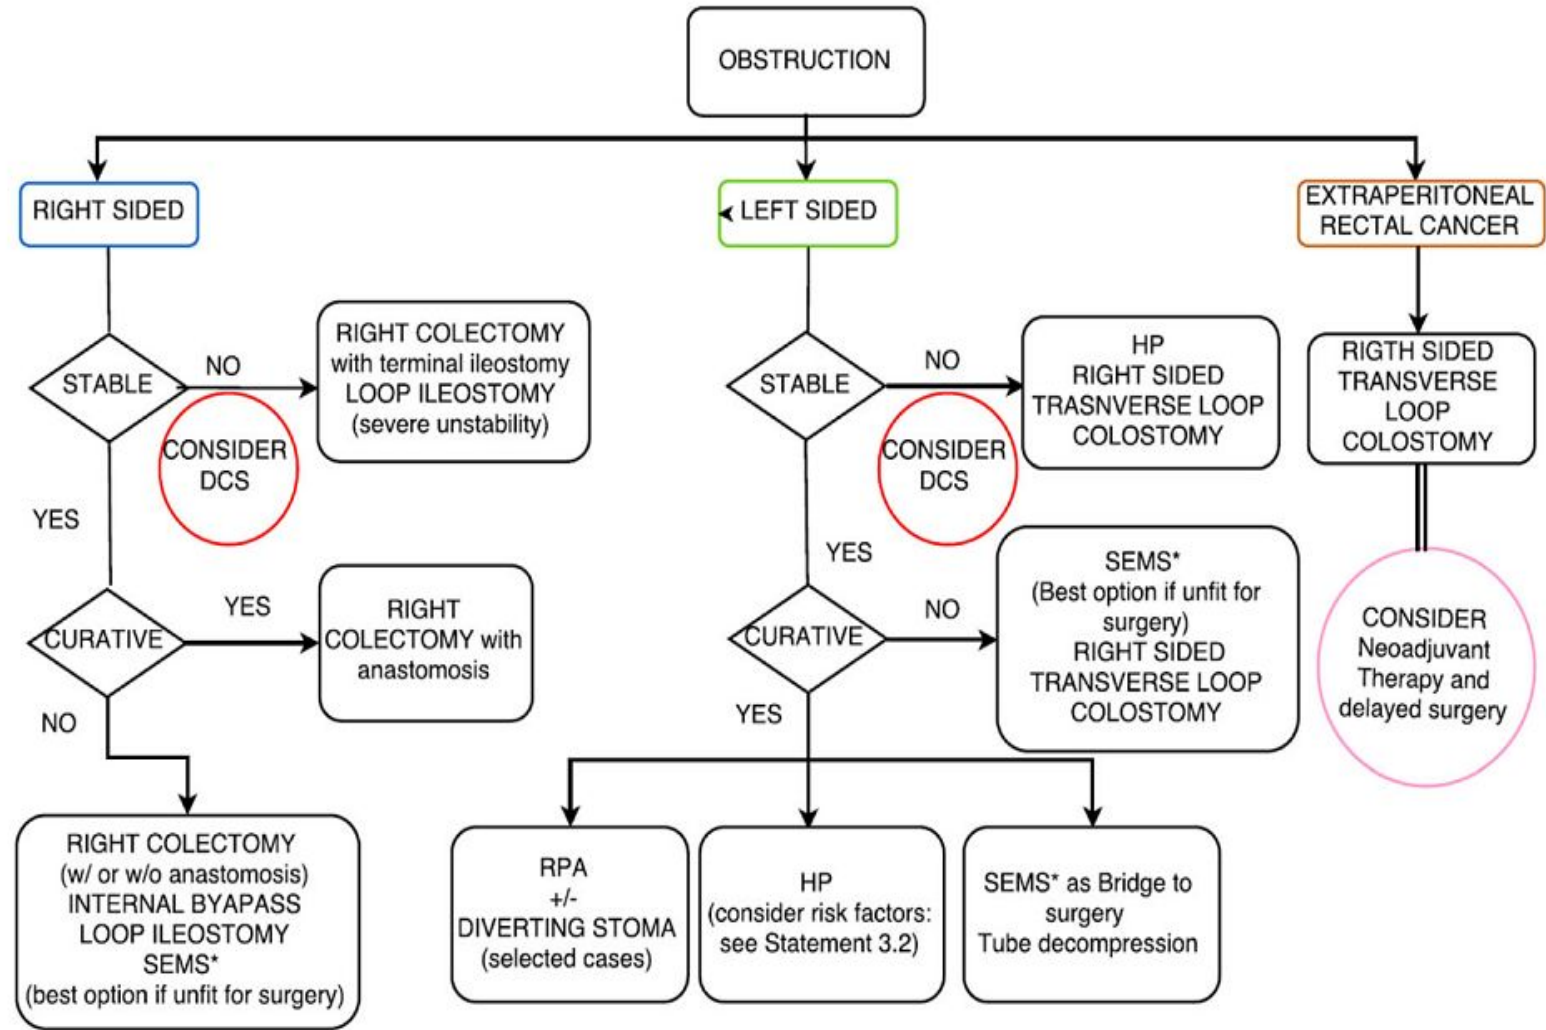 OBSTRUCTION
RIGHT SIDED
LEFT SIDED
EXTRAPERITONEAL
RECTAL CANCER
STABLE
NO
RIGHT COLECTOMY
with terminal ileostomy
LOOP ILEOSTOMY
(severe unstability)
CONSIDER
DCS
YES
CURATIVE
YES
RIGHT
COLECTOMY with
anastomosis
NO
RIGHT COLECTOMY
(w/ or w/o anastomosis)
INTERNAL BYAPASS
LOOP ILEOSTOMY
SEMS*
(best option if unfit for surgery)
STABLE
NO
HP
RIGHT SIDED
TRASNVERSE LOOP
COLOSTOMY
CONSIDER
DCS
YES
CURATIVE
NO
SEMS*
(Best option if unfit for
surgery)
RIGHT SIDED
TRANSVERSE LOOP
COLOSTOMY
YES
RPA
+/-
DIVERTING STOMA
(selected cases)
HP
(consider risk factors:
see Statement 3.2)
SEMS* as Bridge to
surgery
Tube decompression
RIGTH SIDED
TRANSVERSE
LOOP
COLOSTOMY
CONSIDER
Neoadjuvant
Therapy and
delayed surgery